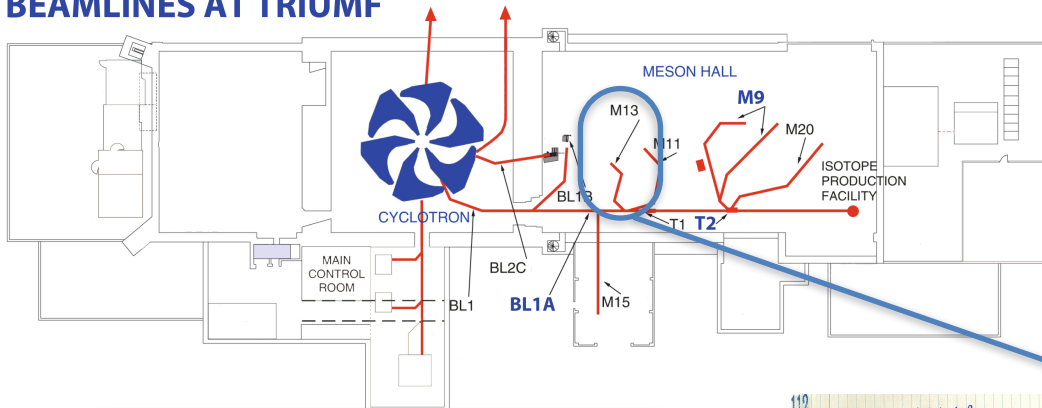 BEAMLINES AT TRIUMF
MESON HALL
M13
M9
M20
M11
ISOTOPE
PRODUCTION
FACILITY
BL1B
CYCLOTRON
T1
T2
MAIN
CONTROL
ROOM
BL2C
BL1
BL1A
M15
112